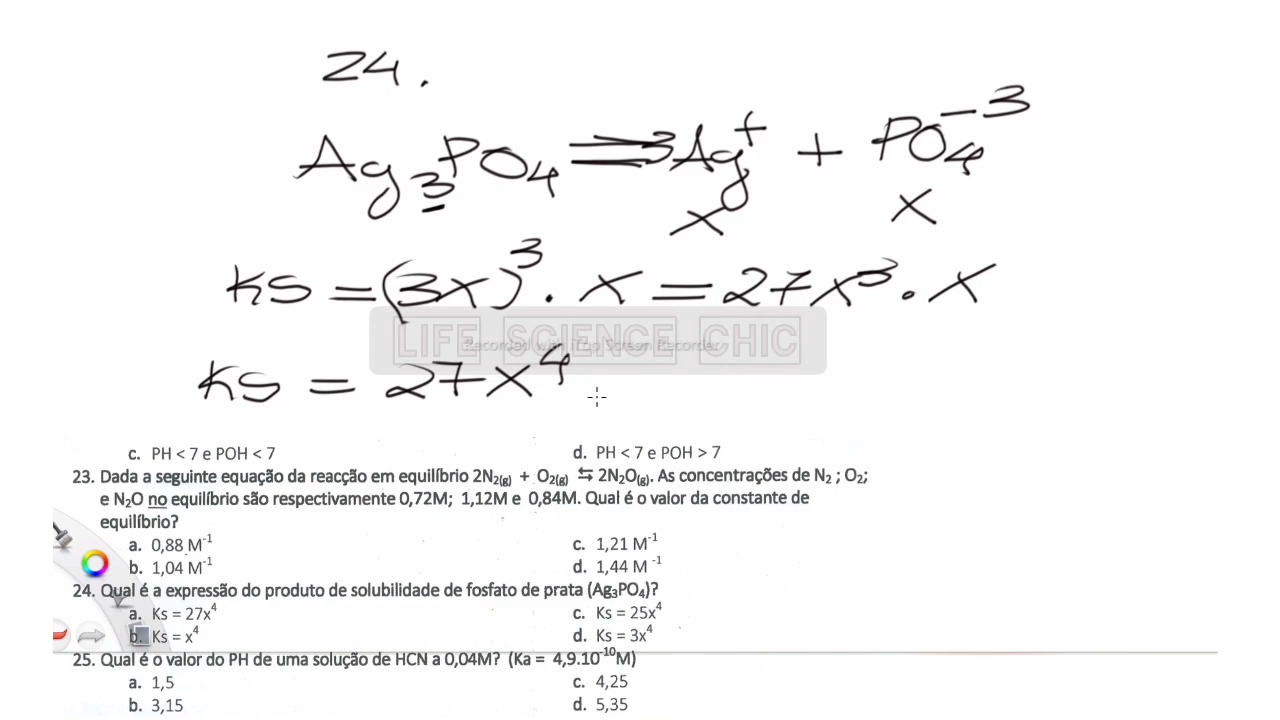 24.
Ag3PO4 ⇌ 3Ag⁺ + PO4⁻³
x x
KS = (3x)³ . x = 27x³ . x
LIFE SCIENCE CHIC
Recorded with iTop Screen Recorder
KS = 27x⁴
c. PH < 7 e POH < 7 d. PH < 7 e POH > 7
23. Dada a seguinte equação da reacção em equilíbrio 2N₂(g) + O₂(g) ⇆ 2N₂O(g). As concentrações de N₂ ; O₂;
e N₂O no equilíbrio são respectivamente 0,72M; 1,12M e 0,84M. Qual é o valor da constante de
equilíbrio?
a. 0,88 M⁻¹ c. 1,21 M⁻¹
b. 1,04 M⁻¹ d. 1,44 M ⁻¹
24. Qual é a expressão do produto de solubilidade de fosfato de prata (Ag₃PO₄)?
a. Ks = 27x⁴ c. Ks = 25x⁴
b. Ks = x⁴ d. Ks = 3x⁴
25. Qual é o valor do PH de uma solução de HCN a 0,04M? (Ka = 4,9.10⁻¹⁰M)
a. 1,5 c. 4,25
b. 3,15 d. 5,35